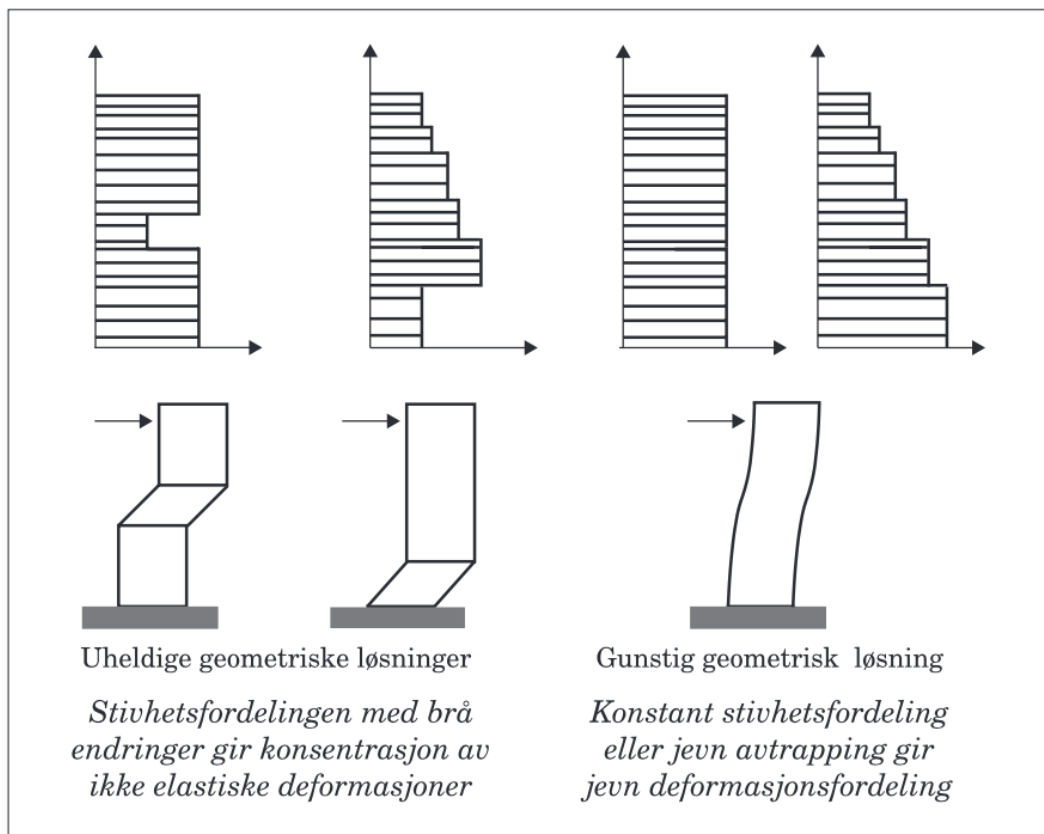 Uheldige geometriske løsninger
Stivhetsfordelingen med brå
endringer gir konsentrasjon av
ikke elastiske deformasjoner
Gunstig geometrisk løsning
Konstant stivhetsfordeling
eller jevn avtrapping gir
jevn deformasjonsfordeling